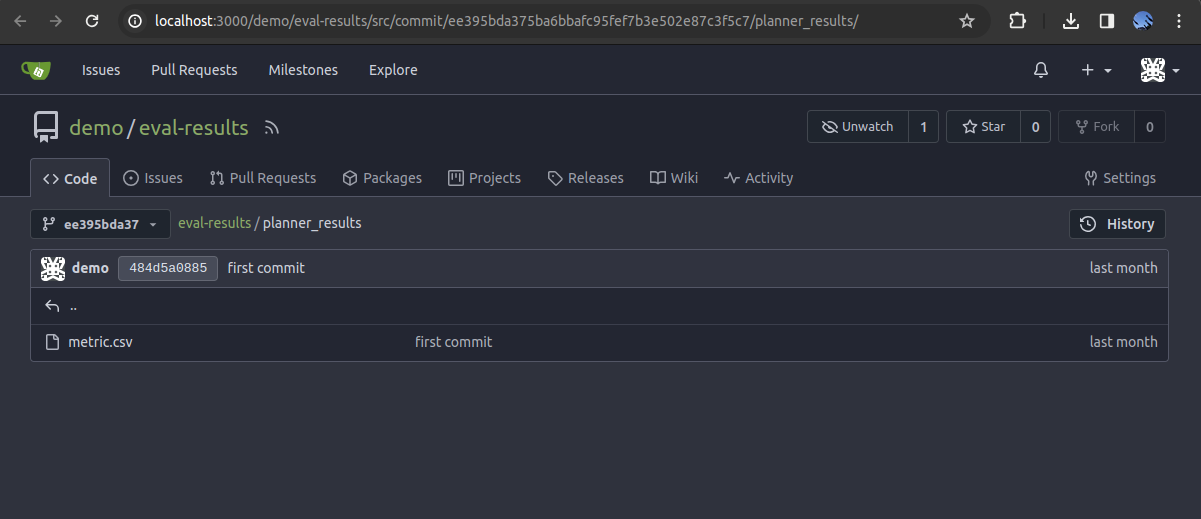 localhost:3000/demo/eval-results/src/commit/ee395bda375ba6bbafc95fef7b3e502e87c3f5c7/planner_results/
Issues Pull Requests Milestones Explore
demo/eval-results Unwatch 1 Star 0 Fork 0
Code Issues Pull Requests Packages Projects Releases Wiki Activity Settings
ee395bda37 eval-results/planner_results History
demo 484d5a0885 first commit last month
..
metric.csv first commit last month